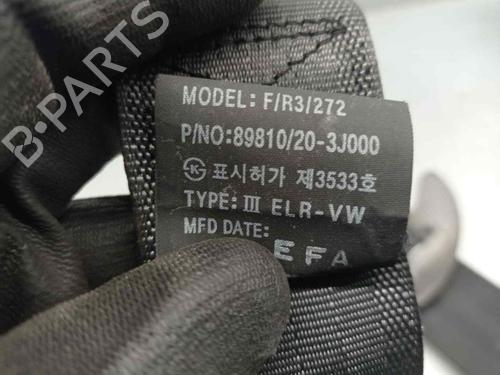 MODEL: F/R3/272
P/NO:89810/20-3J000
K 표시허가 제3533호
TYPE: Ⅲ ELR-VW
MFD DATE:
EFA
B-PARTS